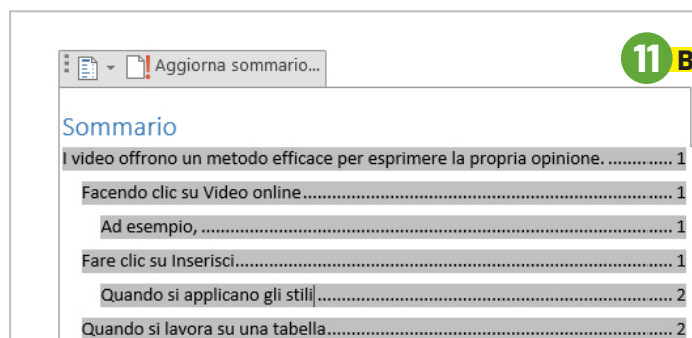 Aggiorna sommario...
11 B
Sommario
I video offrono un metodo efficace per esprimere la propria opinione. ............. 1
Facendo clic su Video online........................................................................ 1
Ad esempio, ........................................................................................... 1
Fare clic su Inserisci..................................................................................... 1
Quando si applicano gli stili.................................................................... 2
Quando si lavora su una tabella................................................................... 2